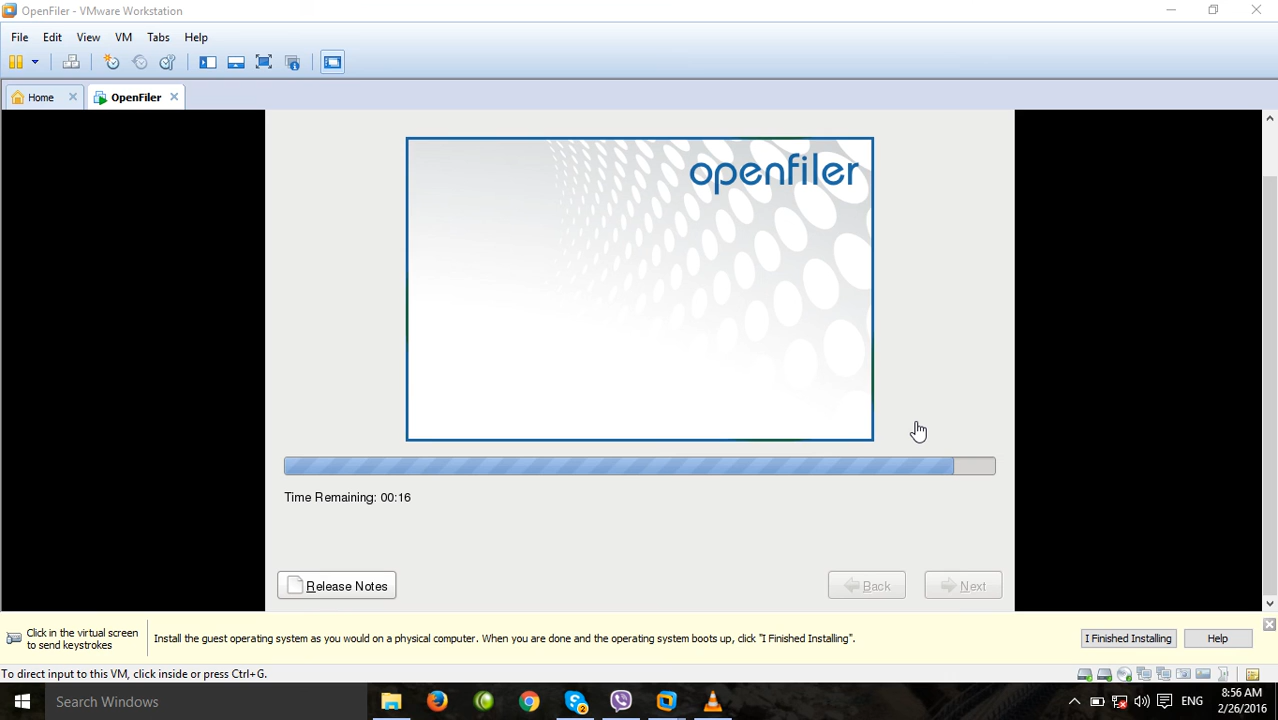 OpenFiler - VMware Workstation
File Edit View VM Tabs Help
Home OpenFiler
openfiler
Time Remaining: 00:16
Release Notes Back Next
Click in the virtual screen
to send keystrokes
Install the guest operating system as you would on a physical computer. When you are done and the operating system boots up, click "I Finished Installing".
I Finished Installing Help
To direct input to this VM, click inside or press Ctrl+G.
Search Windows
2
ENG
8:56 AM
2/26/2016